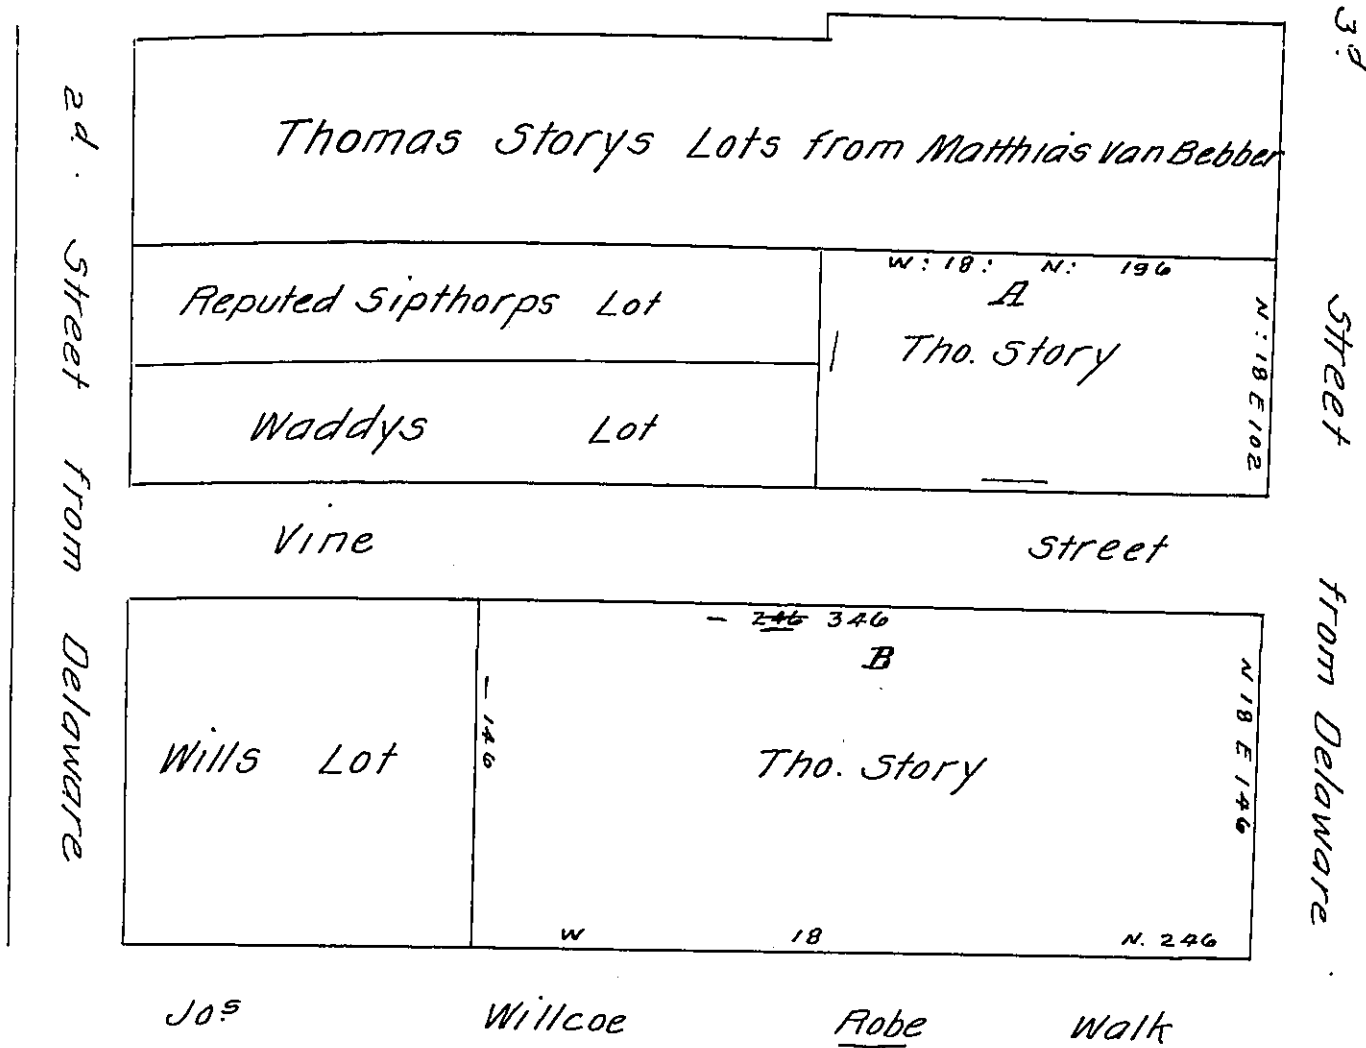 3d
2d. Street from Delaware
Thomas Storys Lots from Matthias Van Bebber
Reputed Sipthorps Lot
W: 18: N: 196
A
Tho. Story
N: 18 E 102
Waddys Lot
Street from Delaware.
Vine Street
- 246 346
B
Wills Lot
- 146
Tho. Story
N 18 E 146
W 18 N. 246
Jos Willcoe Robe Walk